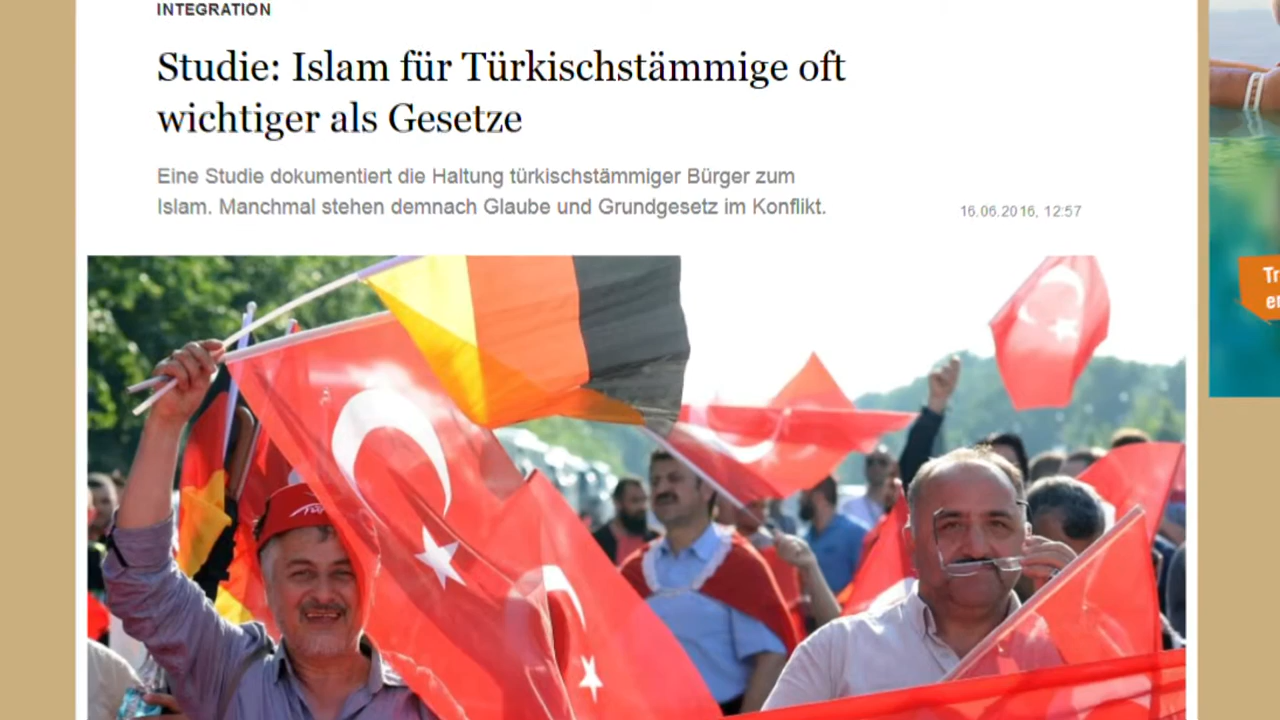 INTEGRATION
Studie: Islam für Türkischstämmige oft
wichtiger als Gesetze
Eine Studie dokumentiert die Haltung türkischstämmiger Bürger zum
Islam. Manchmal stehen demnach Glaube und Grundgesetz im Konflikt.
16.06.2016, 12:57